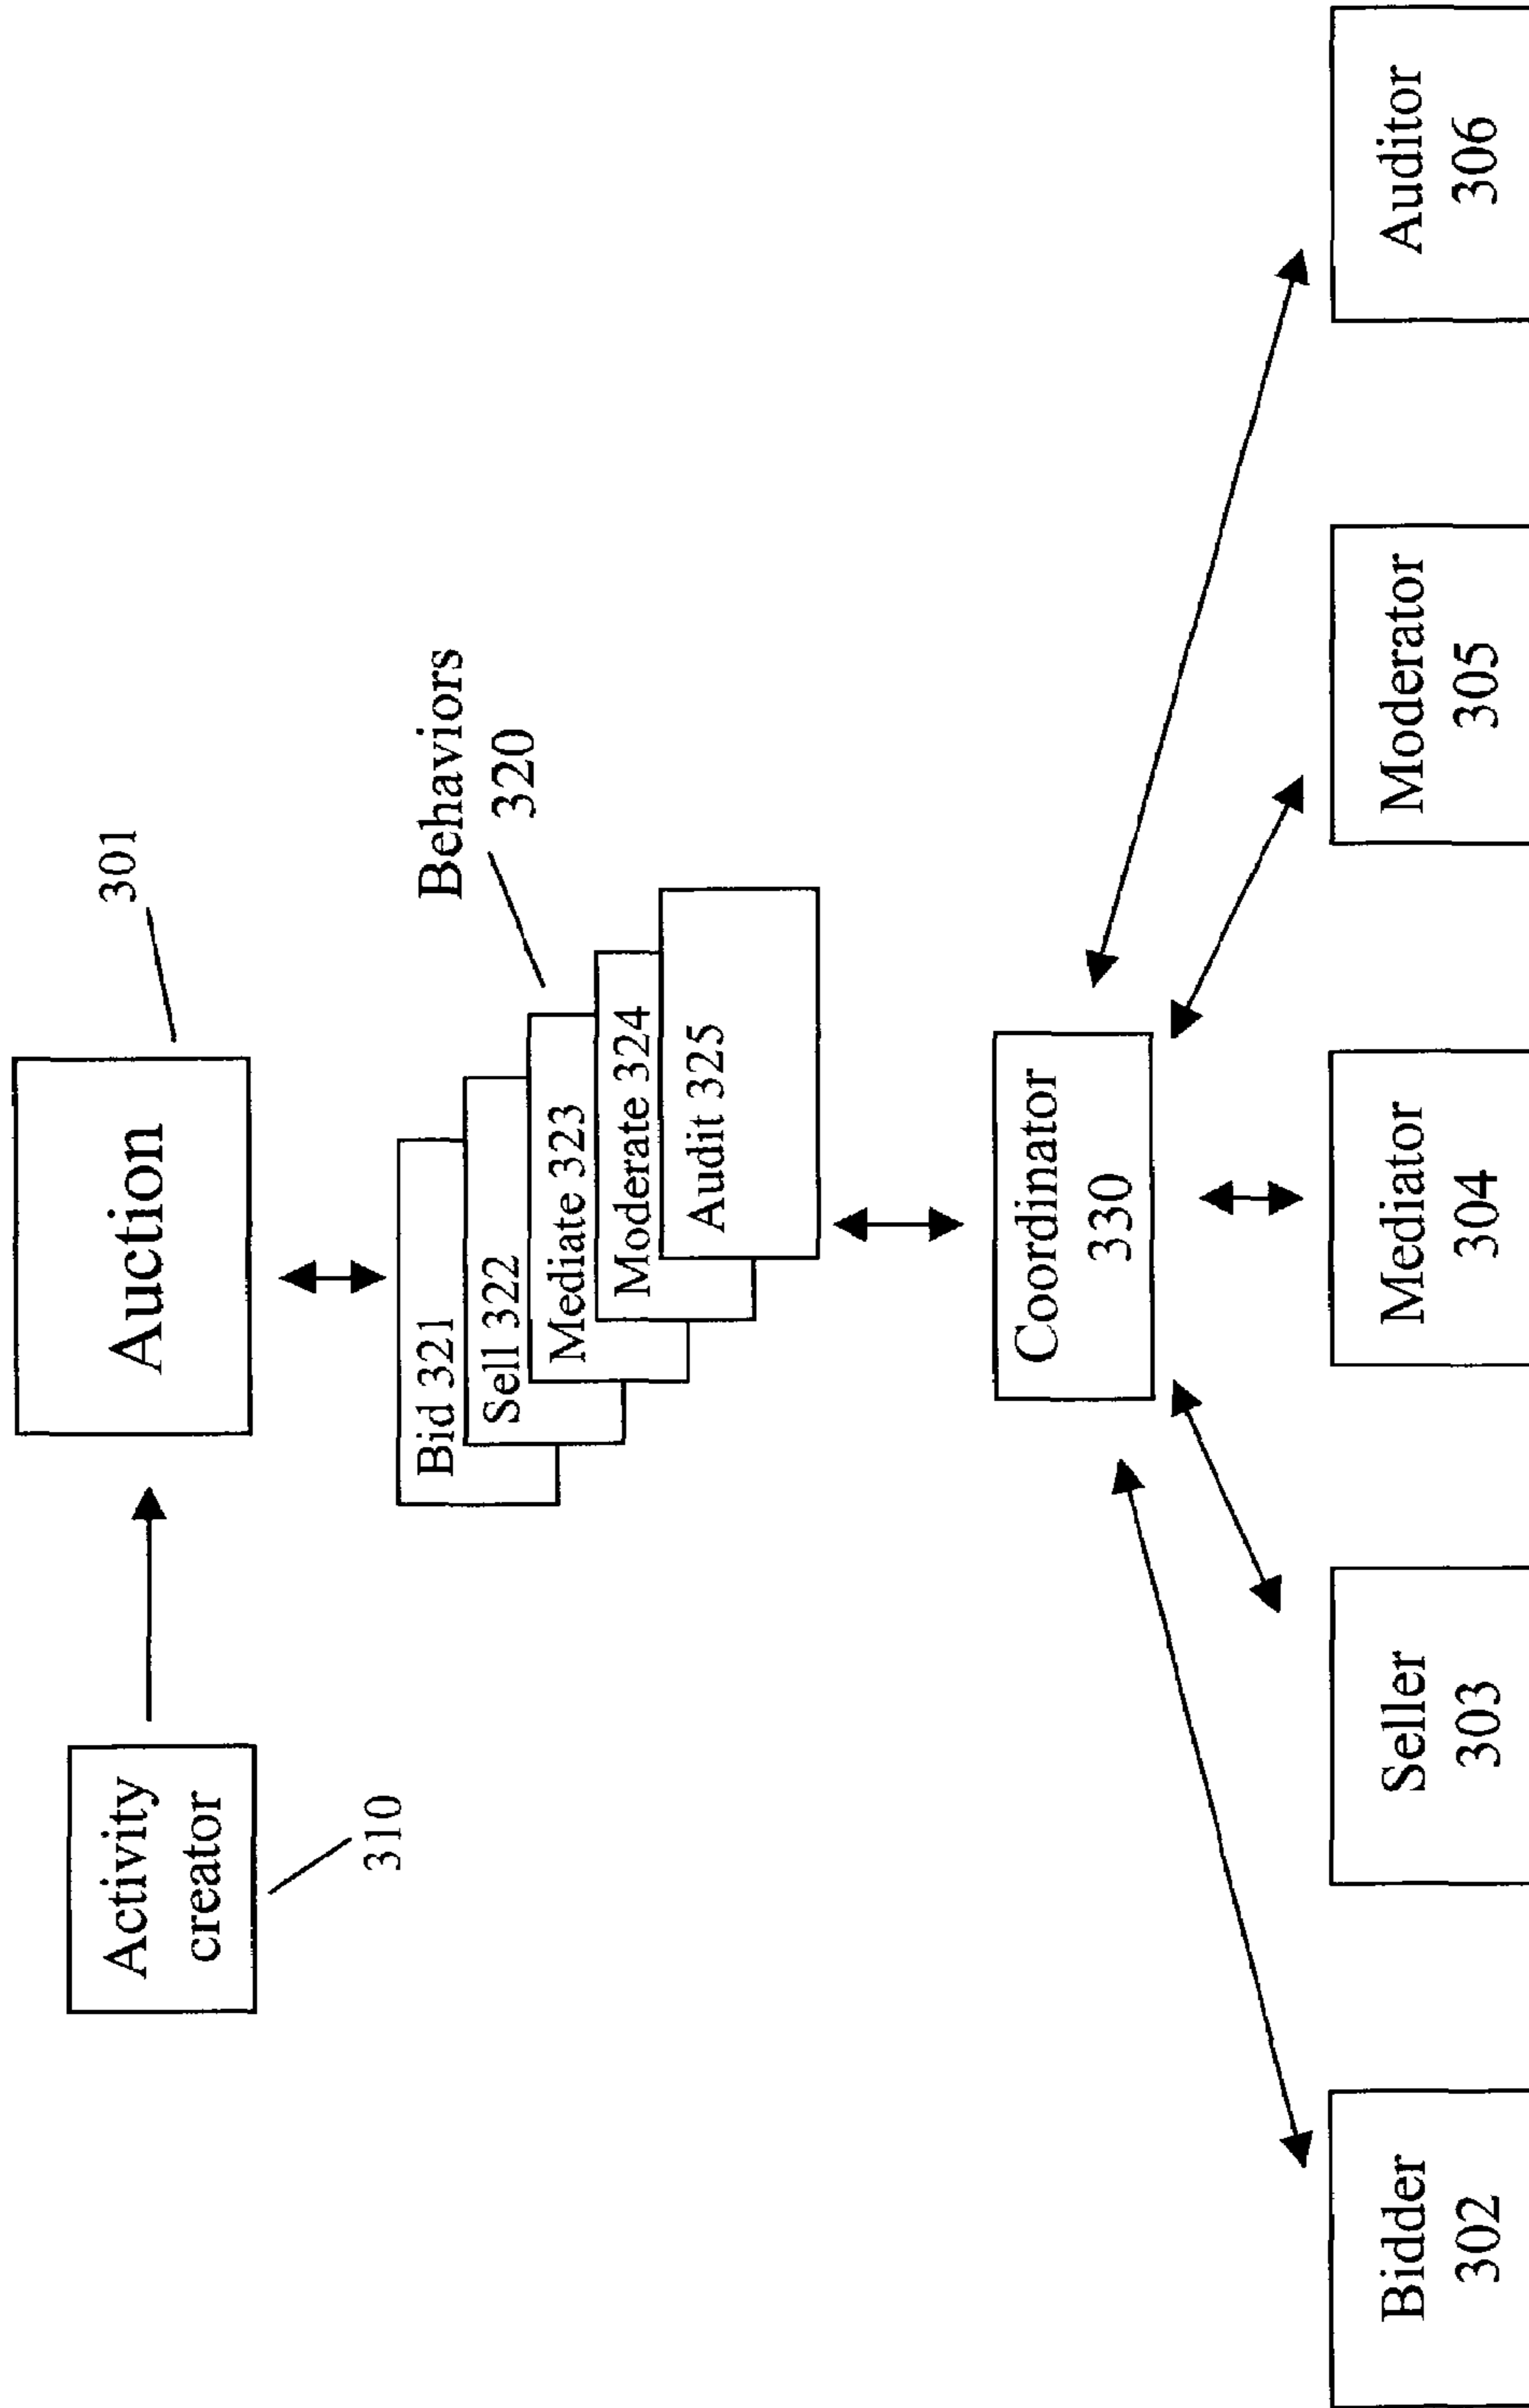 Activity
creator
310
Auction
301
Behaviors
320
Bid 321
Sell 322
Mediate 323
Moderate 324
Audit 325
Coordinator
330
Bidder
302
Seller
303
Mediator
304
Moderator
305
Auditor
306